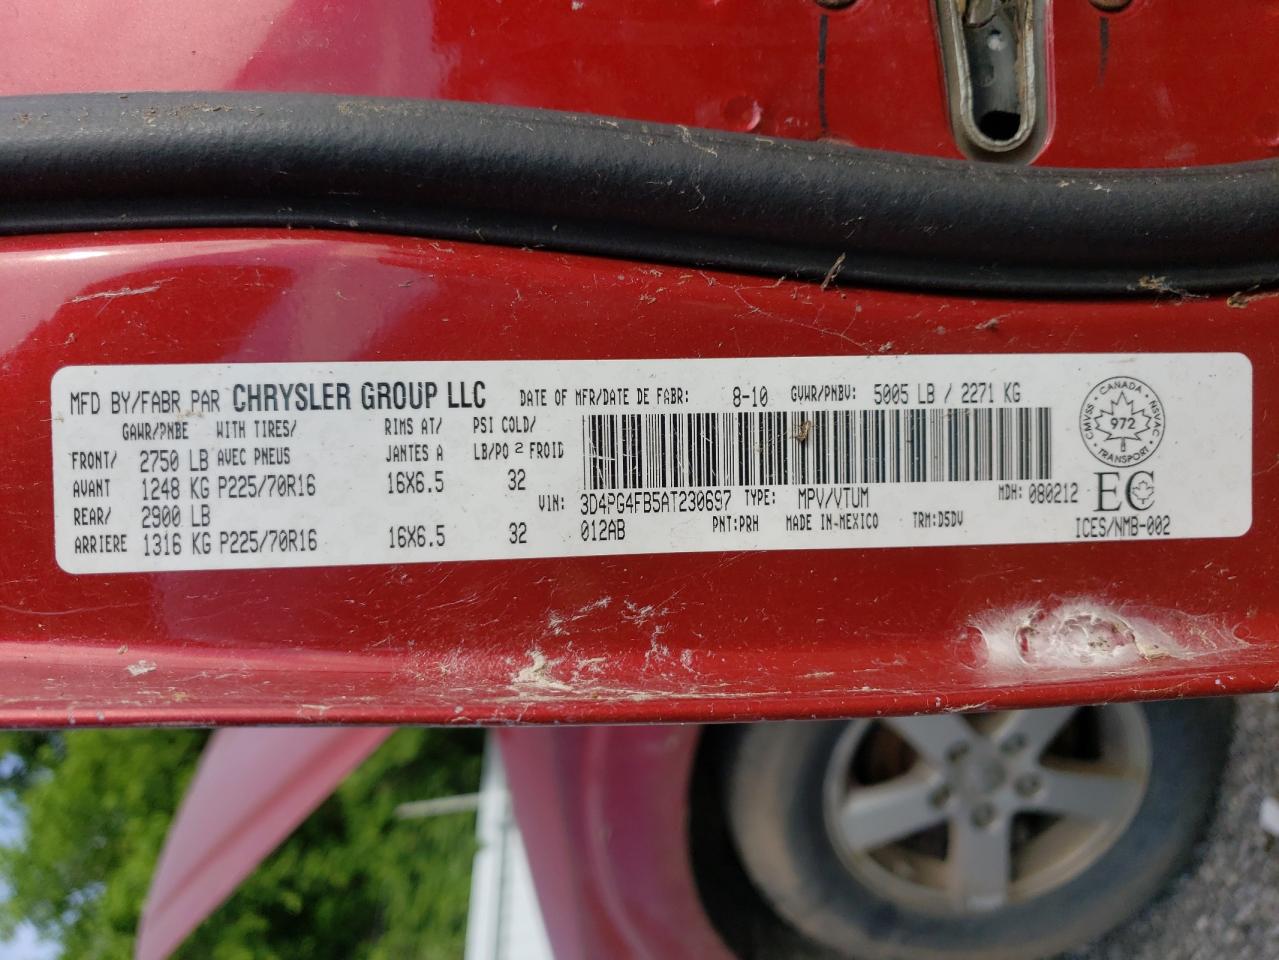 MFD BY/FABR PAR CHRYSLER GROUP LLC DATE OF MFR/DATE DE FABR: 8-10 GVWR/PNBV: 5005 LB / 2271 KG
GAWR/PNBE WITH TIRES/ RIMS AT/ PSI COLD/
FRONT/ 2750 LB AVEC PNEUS JANTES A LB/PO 2 FROID
AVANT 1248 KG P225/70R16 16X6.5 32
REAR/ 2900 LB
ARRIERE 1316 KG P225/70R16 16X6.5 32
VIN: 3D4PG4FB5AT230697 TYPE: MPV/VTUM MDH: 080212
012AB PNT:PRH MADE IN-MEXICO TRM:D5DV
CANADA
CMVSS NSVAC
972
TRANSPORT
EC
ICES/NMB-002